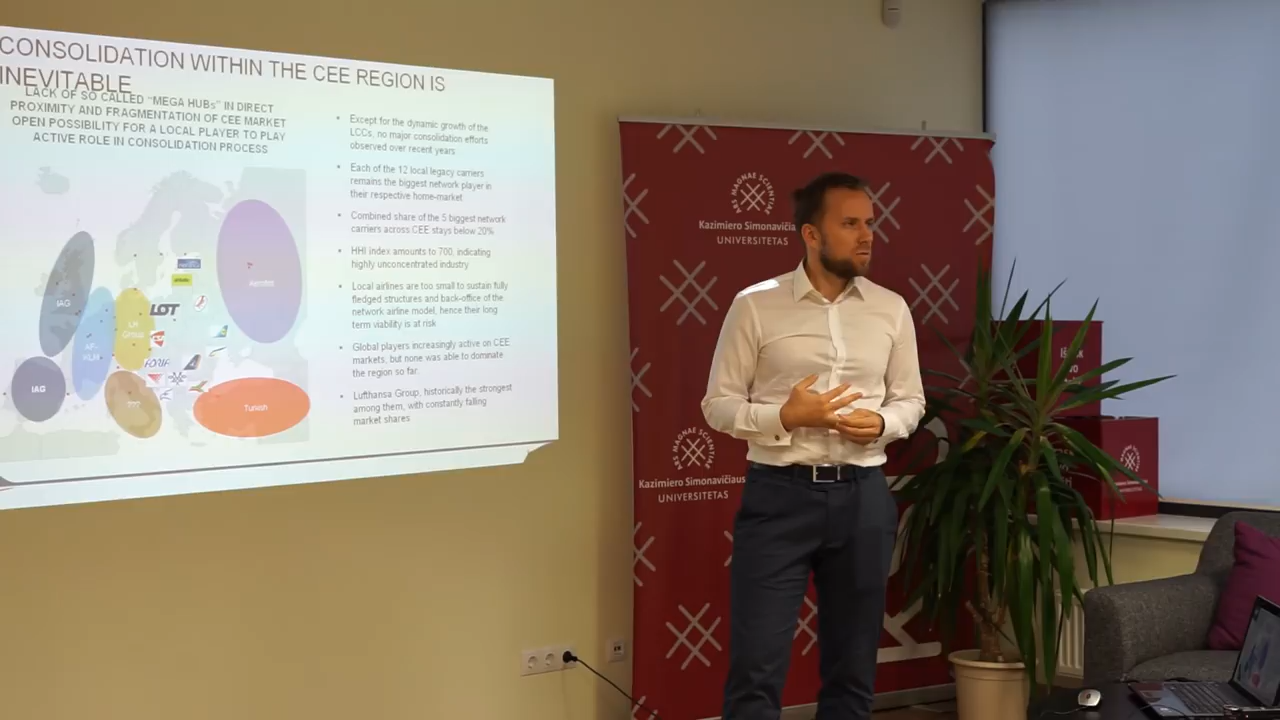 CONSOLIDATION WITHIN THE CEE REGION IS
INEVITABLE
LACK OF SO CALLED "MEGA HUBs" IN DIRECT
PROXIMITY AND FRAGMENTATION OF CEE MARKET
OPEN POSSIBILITY FOR A LOCAL PLAYER TO PLAY
ACTIVE ROLE IN CONSOLIDATION PROCESS
IAG
AF-
KLM
LH
Group
LOT
Aeroflot
IAG
???
Turkish
• Except for the dynamic growth of the
LCCs, no major consolidation efforts
observed over recent years
• Each of the 12 local legacy carriers
remains the biggest network player in
their respective home-market
• Combined share of the 5 biggest network
carriers across CEE stays below 20%
• HHI index amounts to 700, indicating
highly unconcentrated industry
• Local airlines are too small to sustain fully
fledged structures and back-office of the
network airline model, hence their long
term viability is at risk
• Global players increasingly active on CEE
markets, but none was able to dominate
the region so far
• Lufthansa Group, historically the strongest
among them, with constantly falling
market shares
ARS MAGNAE SCIENTIAE
Kazimiero Simonavičia
UNIVERSITETAS
ARS MAGNAE SCIENTIAE
Kazimiero Simonavičiaus
UNIVERSITETAS